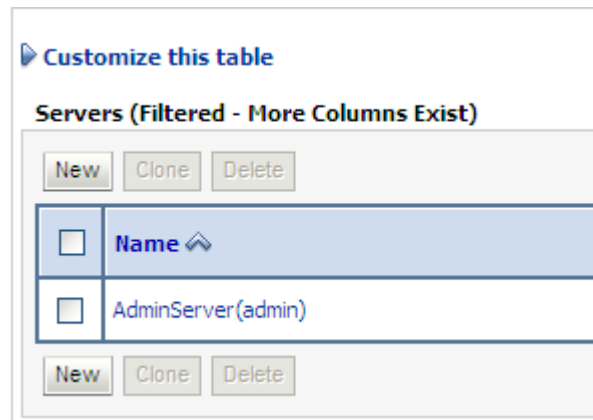 Customize this table
Servers (Filtered - More Columns Exist)
New Clone Delete
Name
AdminServer(admin)
New Clone Delete